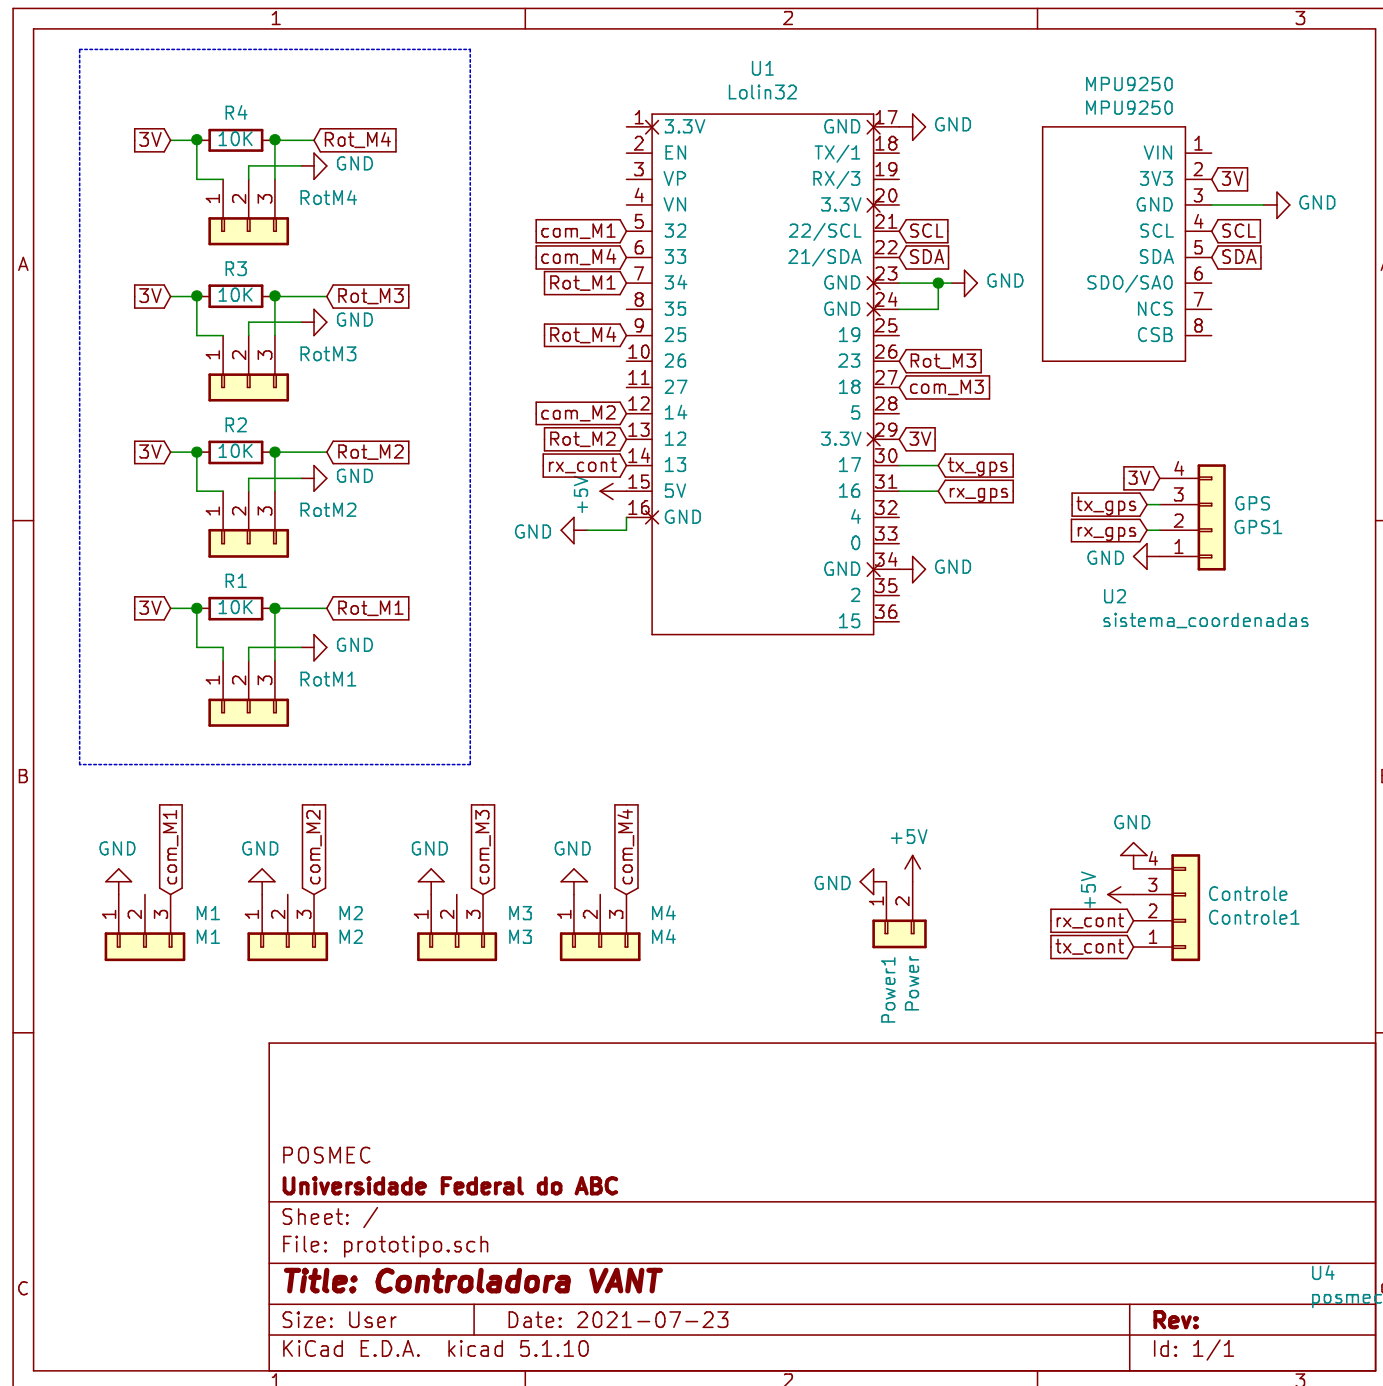 1 2 3
R4
3V 10K Rot_M4
GND
1 2 3 RotM4
R3
3V 10K Rot_M3
GND
1 2 3 RotM3
R2
3V 10K Rot_M2
GND
1 2 3 RotM2
R1
3V 10K Rot_M1
GND
1 2 3 RotM1
U1
Lolin32
1 3.3V
2 EN
3 VP
4 VN
com_M1 5 32
com_M4 6 33
Rot_M1 7 34
8 35
Rot_M4 9 25
10 26
11 27
com_M2 12 14
Rot_M2 13 12
rx_cont 14 13
+5V 15 5V
GND 16 GND
GND 17 GND
TX/1 18
RX/3 19
3.3V 20
22/SCL 21 SCL
21/SDA 22 SDA
GND 23 GND
GND 24
19 25
23 26 Rot_M3
18 27 com_M3
5 28
3.3V 29 3V
17 30 tx_gps
16 31 rx_gps
4 32
0 33
GND 34 GND
2 35
15 36
MPU9250
MPU9250
VIN 1
3V3 2 3V
GND 3 GND
SCL 4 SCL
SDA 5 SDA
SDO/SA0 6
NCS 7
CSB 8
3V 4
tx_gps 3 GPS
rx_gps 2 GPS1
GND 1
U2
sistema_coordenadas
A
B
C
GND com_M1
1 2 3 M1
M1
GND com_M2
1 2 3 M2
M2
GND com_M3
1 2 3 M3
M3
GND com_M4
1 2 3 M4
M4
+5V
GND
1 2
Power1
Power
GND
4
+5V 3 Controle
rx_cont 2 Controle1
tx_cont 1
POSMEC
Universidade Federal do ABC
Sheet: /
File: prototipo.sch
Title: Controladora VANT
U4
posmec
Size: User Date: 2021-07-23 Rev:
KiCad E.D.A. kicad 5.1.10 Id: 1/1
1 2 3